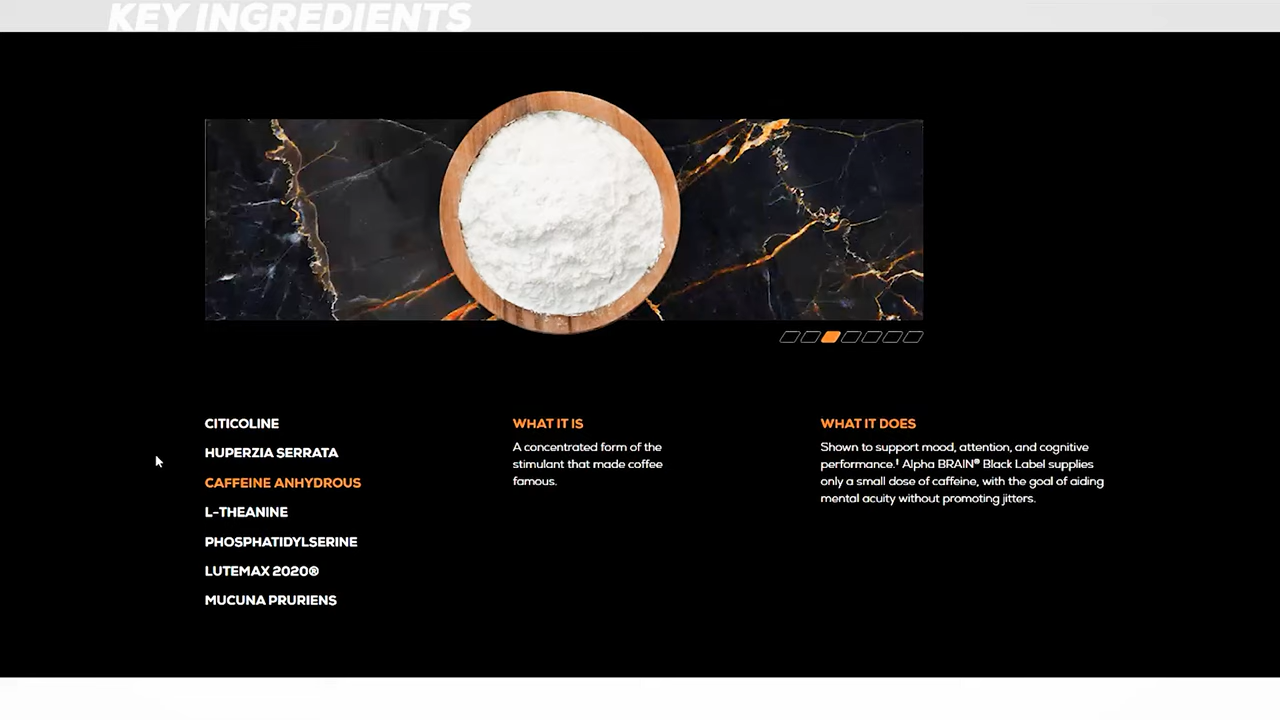 KEY INGREDIENTS
CITICOLINE
HUPERZIA SERRATA
CAFFEINE ANHYDROUS
L-THEANINE
PHOSPHATIDYLSERINE
LUTEMAX 2020®
MUCUNA PRURIENS
WHAT IT IS
A concentrated form of the
stimulant that made coffee
famous.
WHAT IT DOES
Shown to support mood, attention, and cognitive
performance.‡ Alpha BRAIN® Black Label supplies
only a small dose of caffeine, with the goal of aiding
mental acuity without promoting jitters.